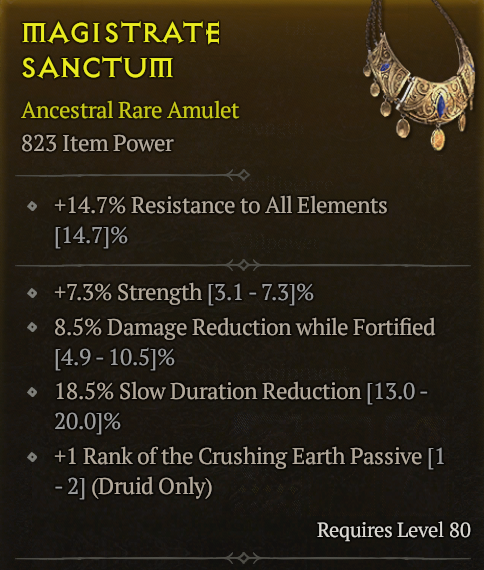 MAGISTRATE
SANCTUM
Ancestral Rare Amulet
823 Item Power
+14.7% Resistance to All Elements
[14.7]%
+7.3% Strength [3.1 - 7.3]%
8.5% Damage Reduction while Fortified
[4.9 - 10.5]%
18.5% Slow Duration Reduction [13.0 -
20.0]%
+1 Rank of the Crushing Earth Passive [1
- 2] (Druid Only)
Requires Level 80